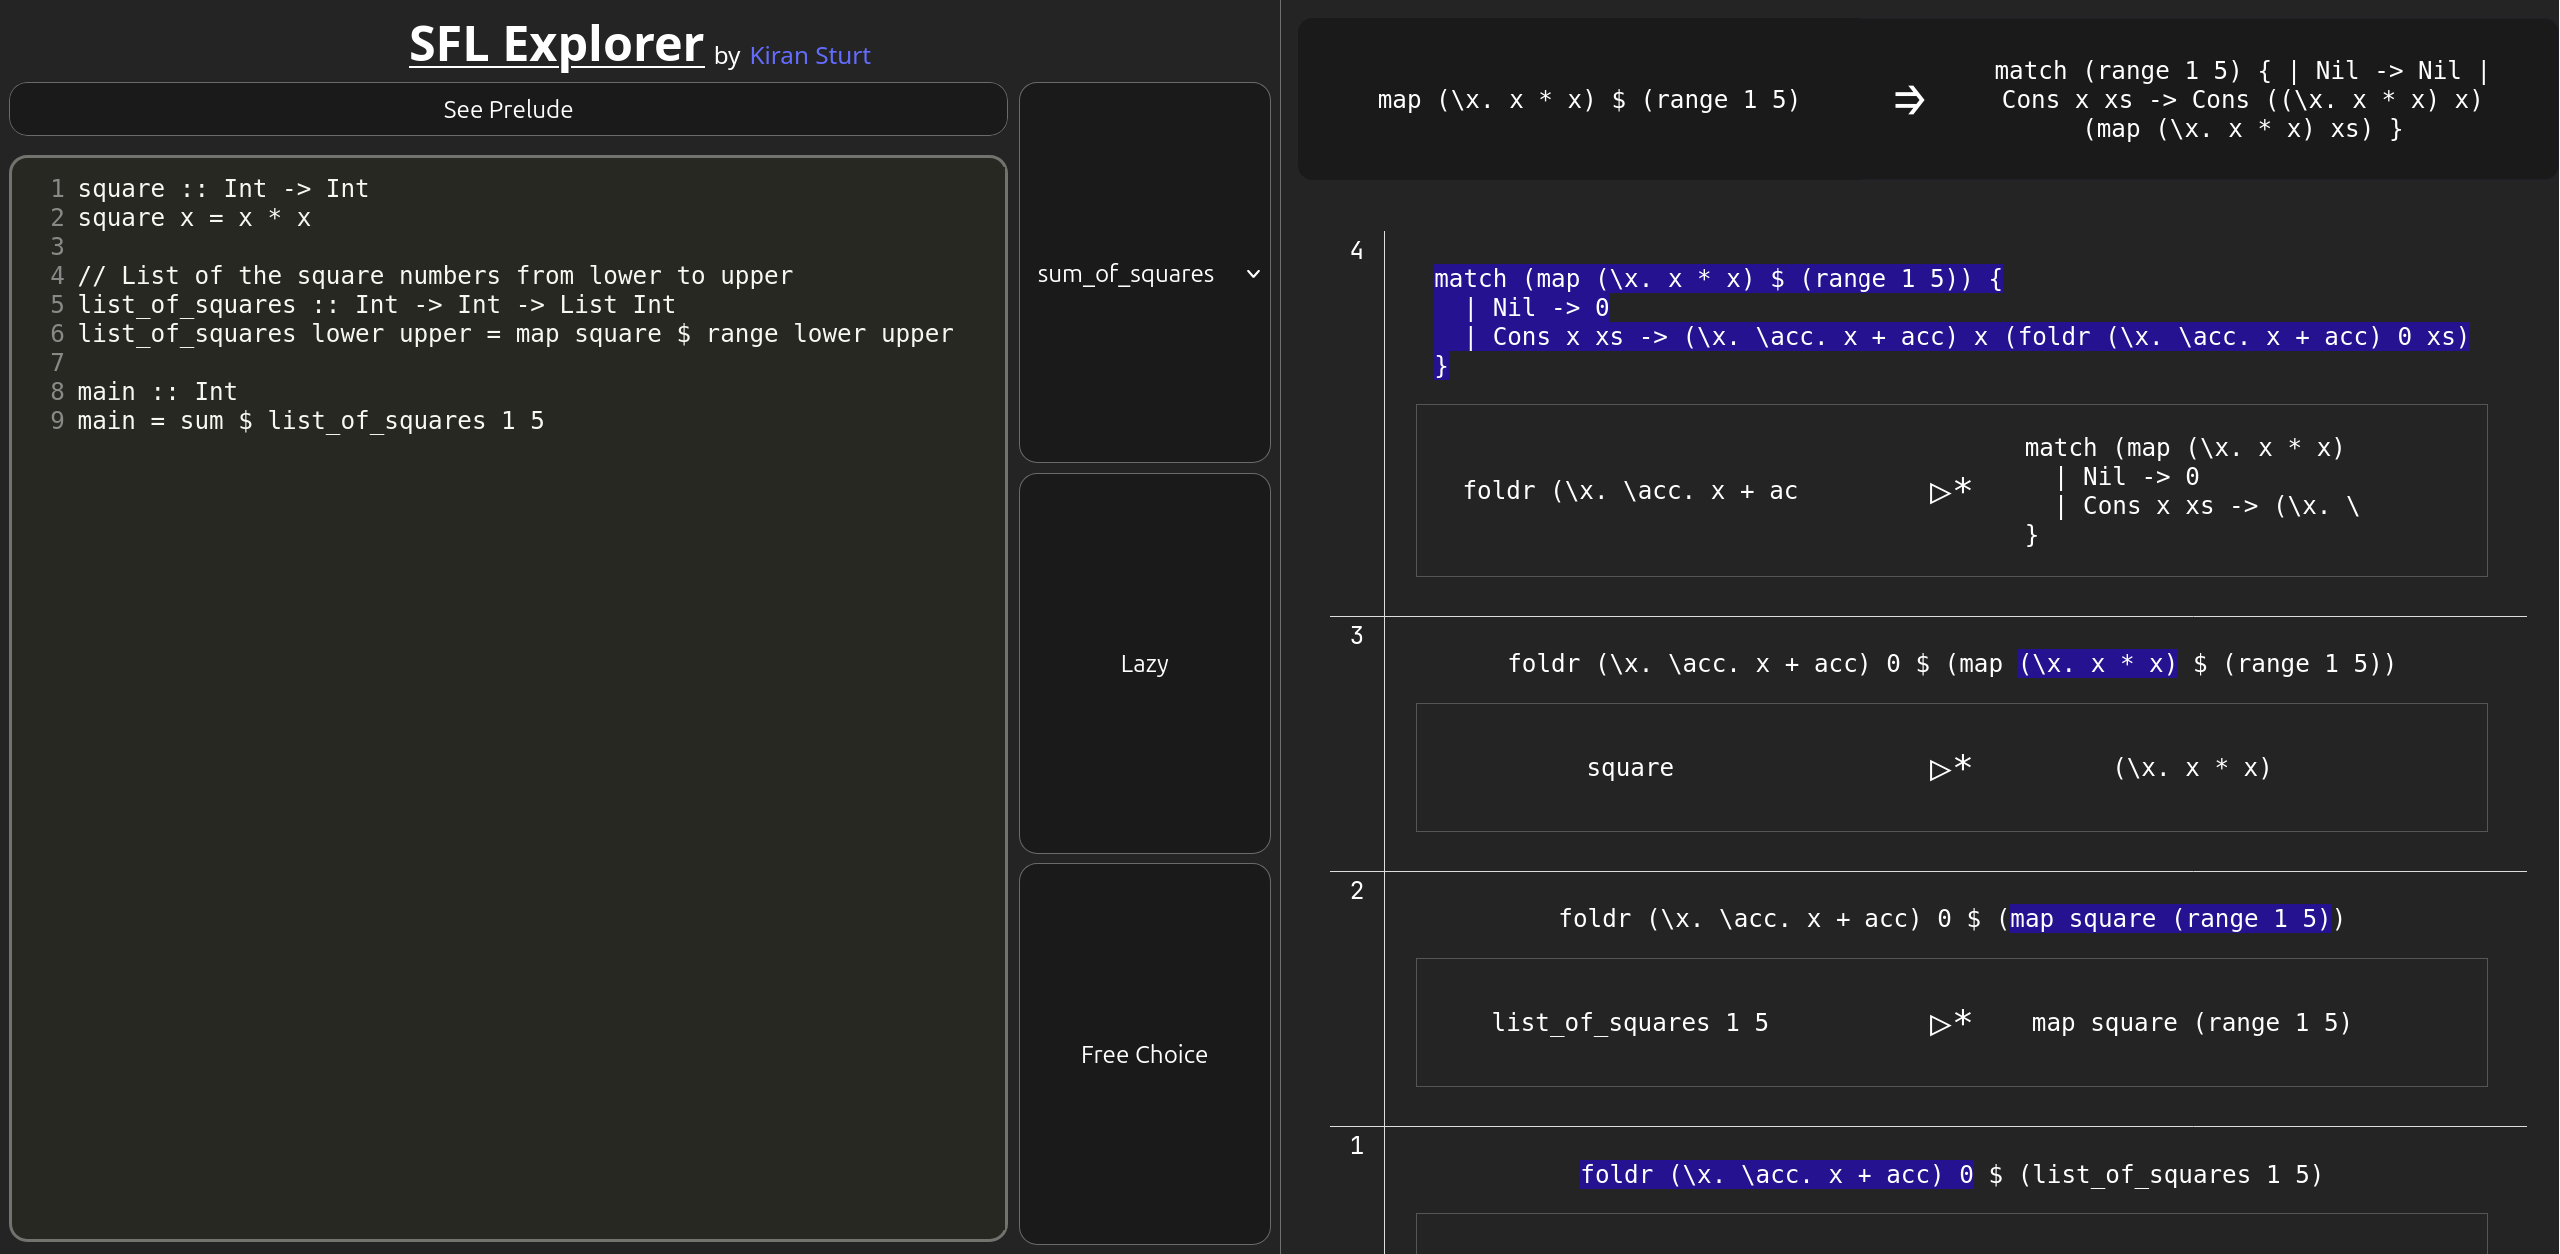 SFL Explorer by Kiran Sturt
See Prelude
1 square :: Int -> Int
2 square x = x * x
3
4 // List of the square numbers from lower to upper
5 list_of_squares :: Int -> Int -> List Int
6 list_of_squares lower upper = map square $ range lower upper
7
8 main :: Int
9 main = sum $ list_of_squares 1 5
sum_of_squares
Lazy
Free Choice
map (\x. x * x) $ (range 1 5)
⇒
match (range 1 5) { | Nil -> Nil |
Cons x xs -> Cons ((\x. x * x) x)
(map (\x. x * x) xs) }
4
match (map (\x. x * x) $ (range 1 5)) {
  | Nil -> 0
  | Cons x xs -> (\x. \acc. x + acc) x (foldr (\x. \acc. x + acc) 0 xs)
}
foldr (\x. \acc. x + ac
▷*
match (map (\x. x * x)
  | Nil -> 0
  | Cons x xs -> (\x. \
}
3
foldr (\x. \acc. x + acc) 0 $ (map (\x. x * x) $ (range 1 5))
square ▷* (\x. x * x)
2
foldr (\x. \acc. x + acc) 0 $ (map square (range 1 5))
list_of_squares 1 5 ▷* map square (range 1 5)
1
foldr (\x. \acc. x + acc) 0 $ (list_of_squares 1 5)